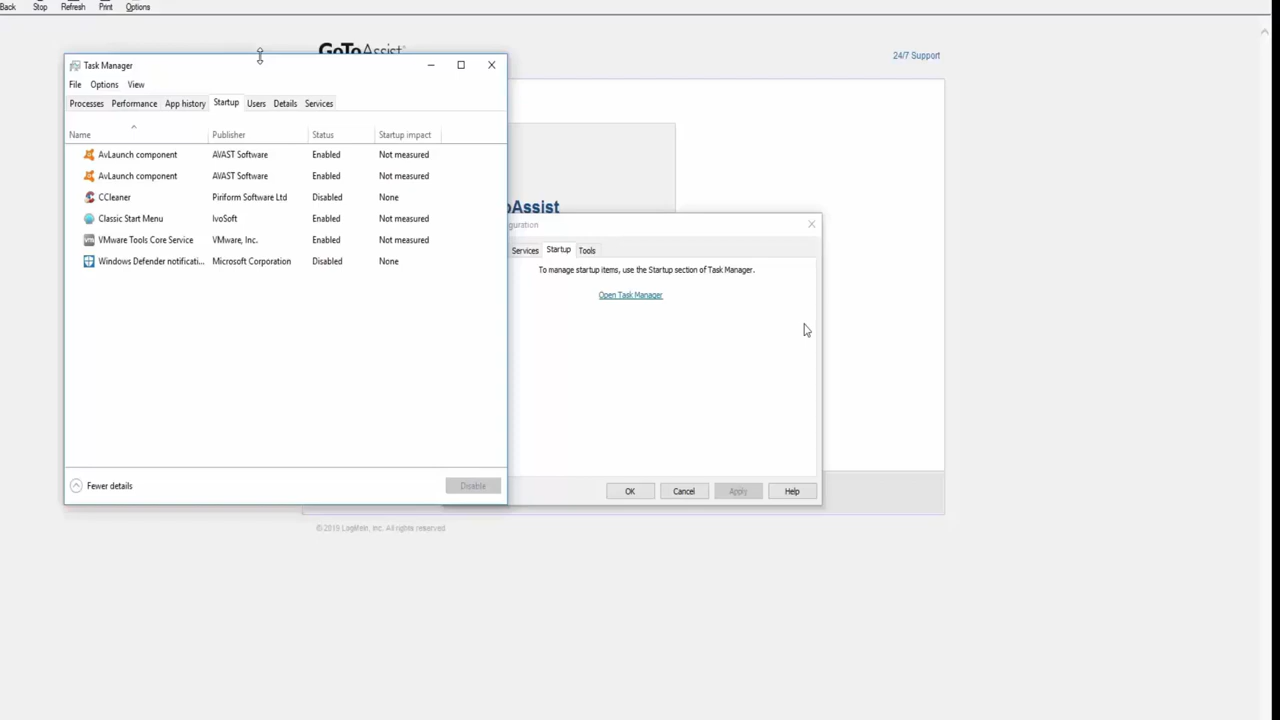 Back Stop Refresh Print Options
GoToAssist
24/7 Support
Task Manager
File Options View
Processes Performance App history Startup Users Details Services
Name Publisher Status Startup impact
AvLaunch component AVAST Software Enabled Not measured
AvLaunch component AVAST Software Enabled Not measured
CCleaner Piriform Software Ltd Disabled None
Classic Start Menu IvoSoft Enabled Not measured
VMware Tools Core Service VMware, Inc. Enabled Not measured
Windows Defender notificati... Microsoft Corporation Disabled None
Fewer details Disable
oAssist
guration
Services Startup Tools
To manage startup items, use the Startup section of Task Manager.
Open Task Manager
OK Cancel Apply Help
©2019 LogMeIn, Inc. All rights reserved